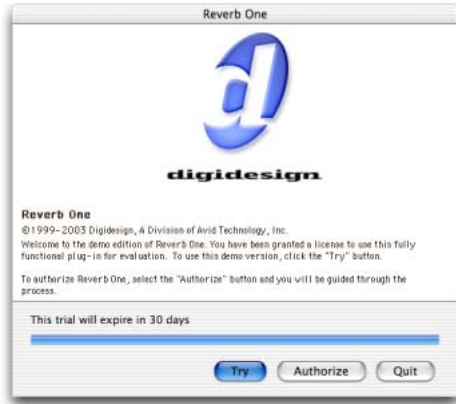 Reverb One
digidesign
Reverb One
©1999-2003 Digidesign, A Division of Avid Technology, Inc.
Welcome to the demo edition of Reverb One. You have been granted a license to use this fully
functional plug-in for evaluation. To use this demo version, click the "Try" button.
To authorize Reverb One, select the "Authorize" button and you will be guided through the
process.
This trial will expire in 30 days
Try Authorize Quit